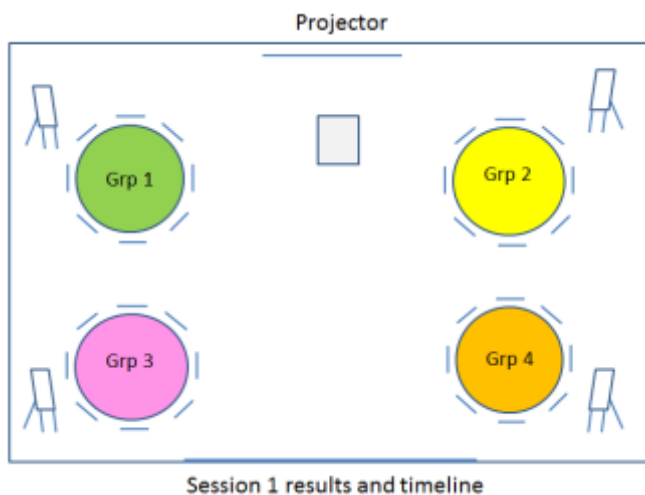 Projector
Grp 1
Grp 2
Grp 3
Grp 4
Session 1 results and timeline